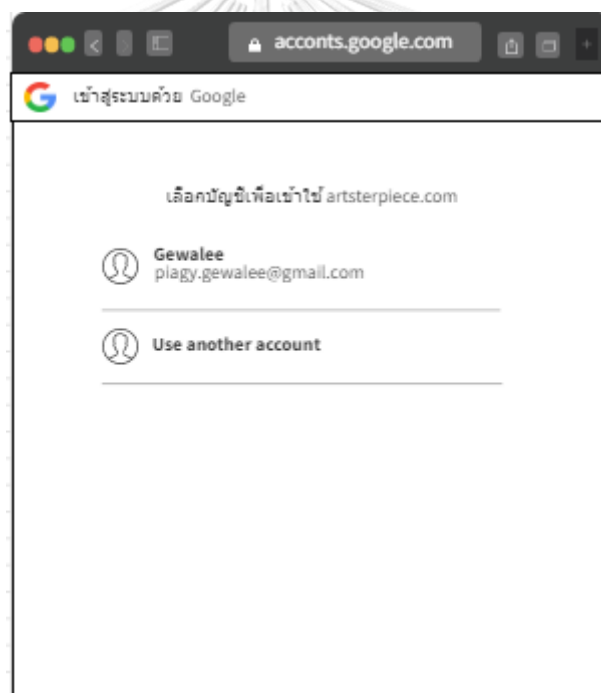 acconts.google.com
เข้าสู่ระบบด้วย Google
เลือกบัญชีเพื่อเข้าใช้ artsterpiece.com
Gewalee
piagy.gewalee@gmail.com
Use another account